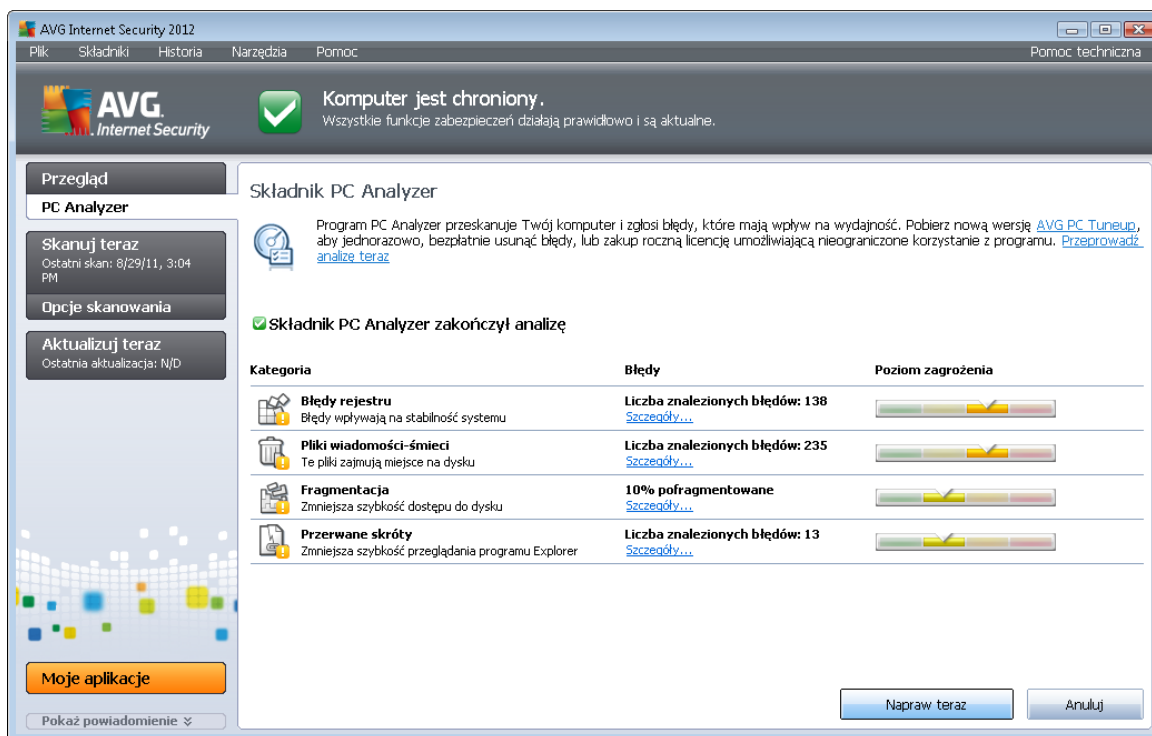 AVG Internet Security 2012
Plik Składniki Historia Narzędzia Pomoc Pomoc techniczna
AVG.
Internet Security
Komputer jest chroniony.
Wszystkie funkcje zabezpieczeń działają prawidłowo i są aktualne.
Przegląd
PC Analyzer
Skanuj teraz
Ostatni skan: 8/29/11, 3:04
PM
Opcje skanowania
Aktualizuj teraz
Ostatnia aktualizacja: N/D
Moje aplikacje
Pokaż powiadomienie
Składnik PC Analyzer
Program PC Analyzer przeskanuje Twój komputer i zgłosi błędy, które mają wpływ na wydajność. Pobierz nową wersję AVG PC Tuneup,
aby jednorazowo, bezpłatnie usunąć błędy, lub zakup roczną licencję umożliwiającą nieograniczone korzystanie z programu. Przeprowadź
analizę teraz
Składnik PC Analyzer zakończył analizę
Kategoria Błędy Poziom zagrożenia
Błędy rejestru Liczba znalezionych błędów: 138
Błędy wpływają na stabilność systemu Szczegóły...
Pliki wiadomości-śmieci Liczba znalezionych błędów: 235
Te pliki zajmują miejsce na dysku Szczegóły...
Fragmentacja 10% pofragmentowane
Zmniejsza szybkość dostępu do dysku Szczegóły...
Przerwane skróty Liczba znalezionych błędów: 13
Zmniejsza szybkość przeglądania programu Explorer Szczegóły...
Napraw teraz Anuluj